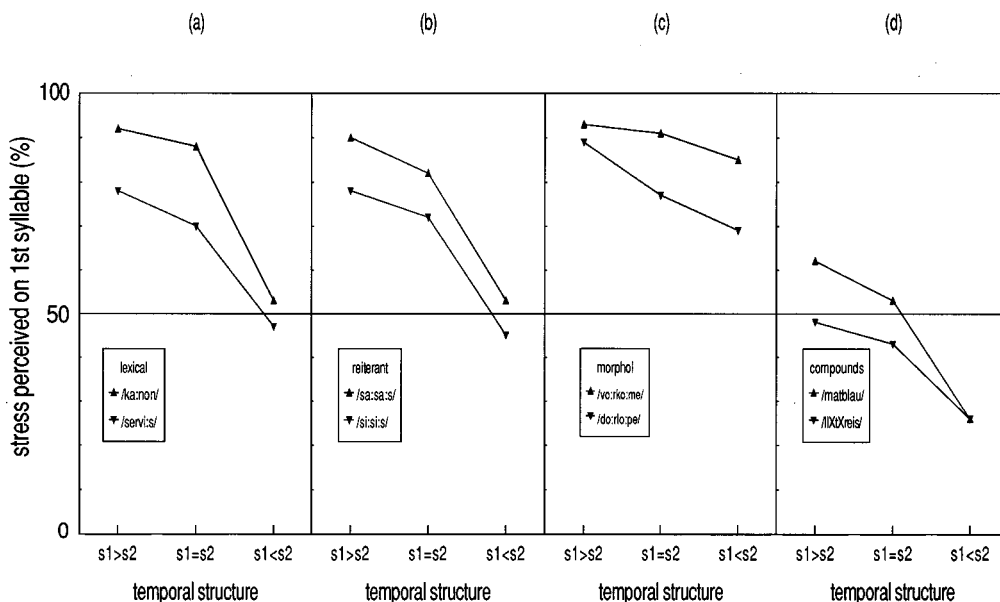 (a) (b) (c) (d)
100
50
0
stress perceived on 1st syllable (%)
lexical
/ka:non/
/servi:s/
reiterant
/sa:sa:s/
/si:si:s/
morphol
/vo:rko:me/
/do:rlo:pe/
compounds
/matblau/
/lIXtXreis/
s1>s2 s1=s2 s1<s2 s1>s2 s1=s2 s1<s2 s1>s2 s1=s2 s1<s2 s1>s2 s1=s2 s1<s2
temporal structure temporal structure temporal structure temporal structure